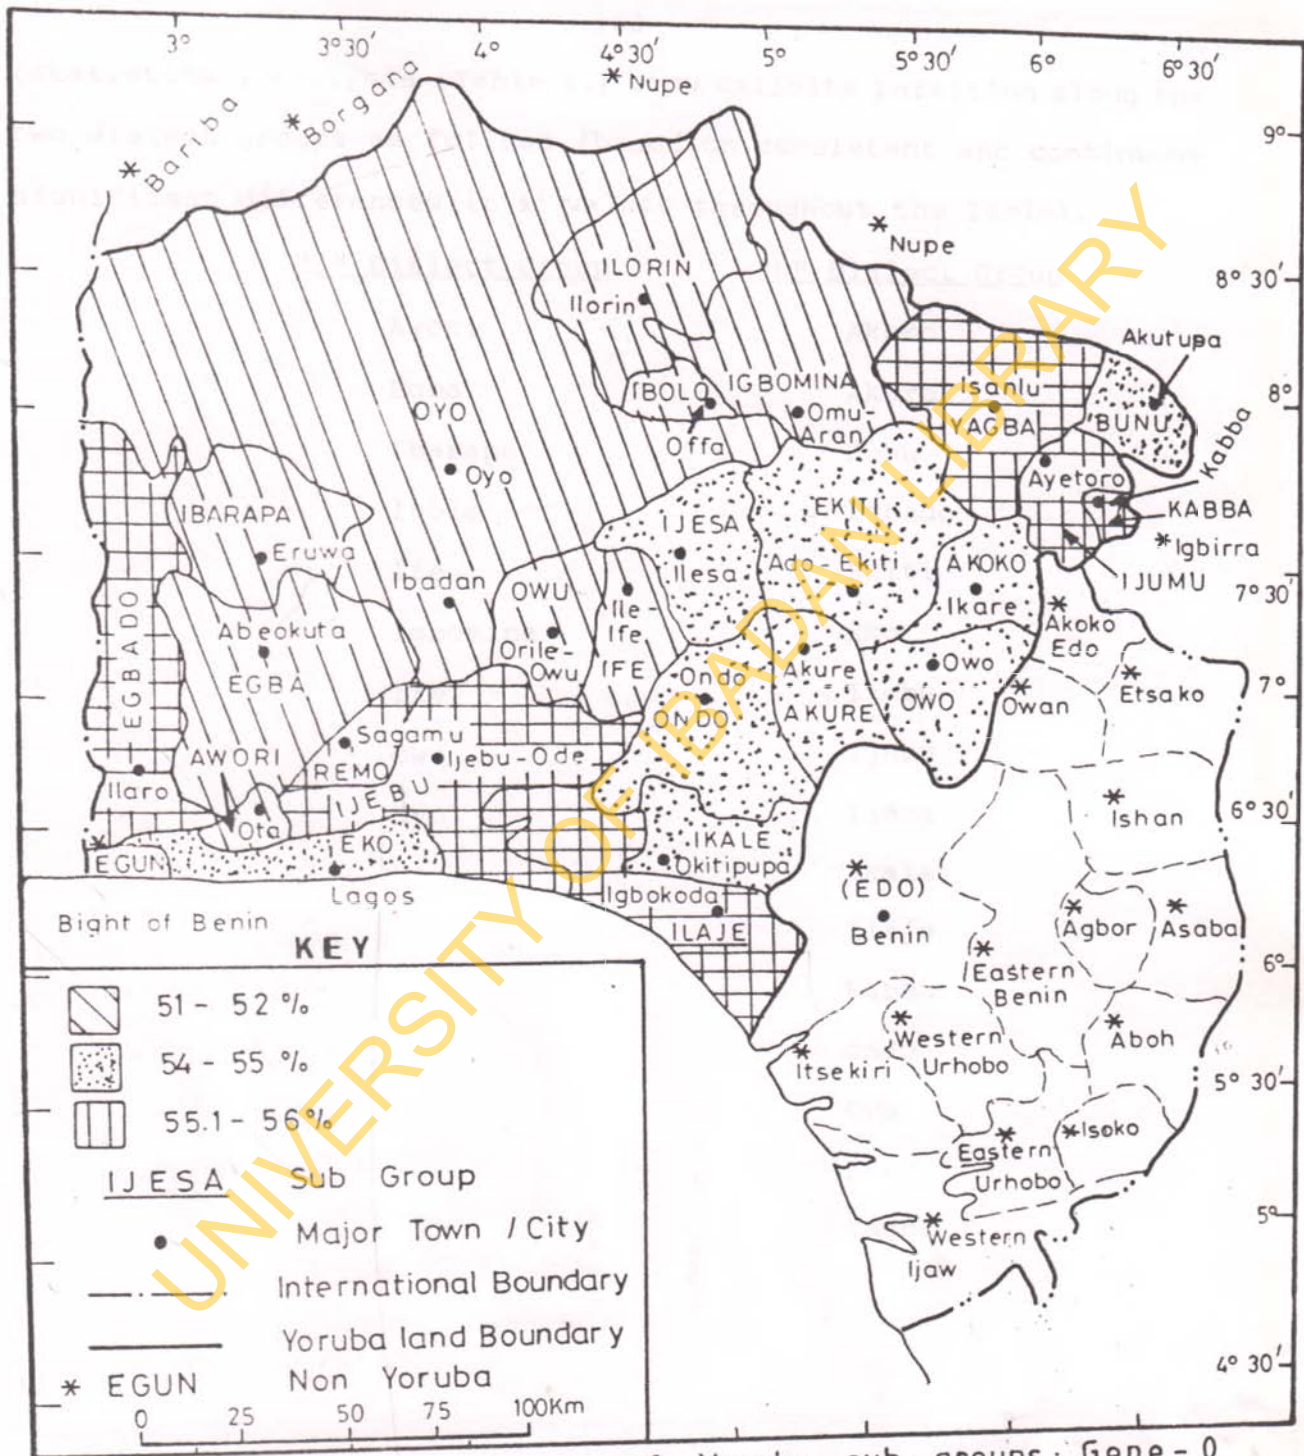 3° 3°30′ 4° 4°30′ 5° 5°30′ 6° 6°30′
* Bariba
* Borgana
* Nupe
9°
* Nupe
8°30′
ILORIN
Ilorin
Akutupa
IBOLO
IGBOMINA
Omu-
Aran
Offa
Isanlu
YAGBA
BUNU
8°
Kabba
OYO
Oyo
Ayetoro
KABBA
* Igbirra
IJUMU
IBARAPA
Eruwa
IJESA
Ilesa
EKITI
Ado-Ekiti
AKOKO
Ikare
7°30′
Ibadan
OWU
Orile-
Owu
Ile-
Ife
IFE
* Akoko
Edo
EGBADO
Abeokuta
EGBA
Ondo
ONDO
Akure
AKURE
Owo
OWO
* Owan
* Etsako
7°
AWORI
Sagamu
REMO
Ijebu-Ode
IJEBU
Ilaro
Ota
* Ishan
6°30′
* EGUN
EKO
Lagos
IKALE
Okitipupa
Igbokoda
ILAJE
*
(EDO)
Benin
* Agbor
* Asaba
Bight of Benin
* Eastern
Benin
6°
KEY
51 - 52 %
54 - 55 %
55.1 - 56 %
IJESA Sub Group
Major Town / City
International Boundary
Yoruba land Boundary
* EGUN Non Yoruba
0 25 50 75 100Km
* Western
Urhobo
* Aboh
* Itsekiri
5°30′
* Eastern
Urhobo
* Isoko
5°
* Western
Ijaw
4°30′
Yoruba sub groups: Gene - O
UNIVERSITY OF IBADAN LIBRARY